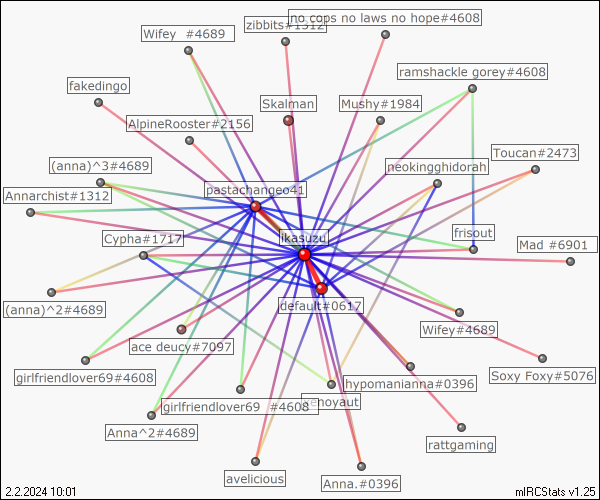 no cops no laws no hope#4608
zibbits#1312
Wifey  #4689
ramshackle gorey#4608
fakedingo
Skalman
Mushy#1984
AlpineRooster#2156
Toucan#2473
(anna)^3#4689
neokingghidorah
pastachangeo41
Annarchist#1312
frisout
ikasuzu
Cypha#1717
Mad #6901
default#0617
(anna)^2#4689
Wifey#4689
ace deucy#7097
Soxy Foxy#5076
girlfriendlover69#4608
hypomanianna#0396
girlfriendlover69  #4608
Anna^2#4689
rattgaming
avelicious
Anna.#0396
2.2.2024 10:01
mIRCStats v1.25